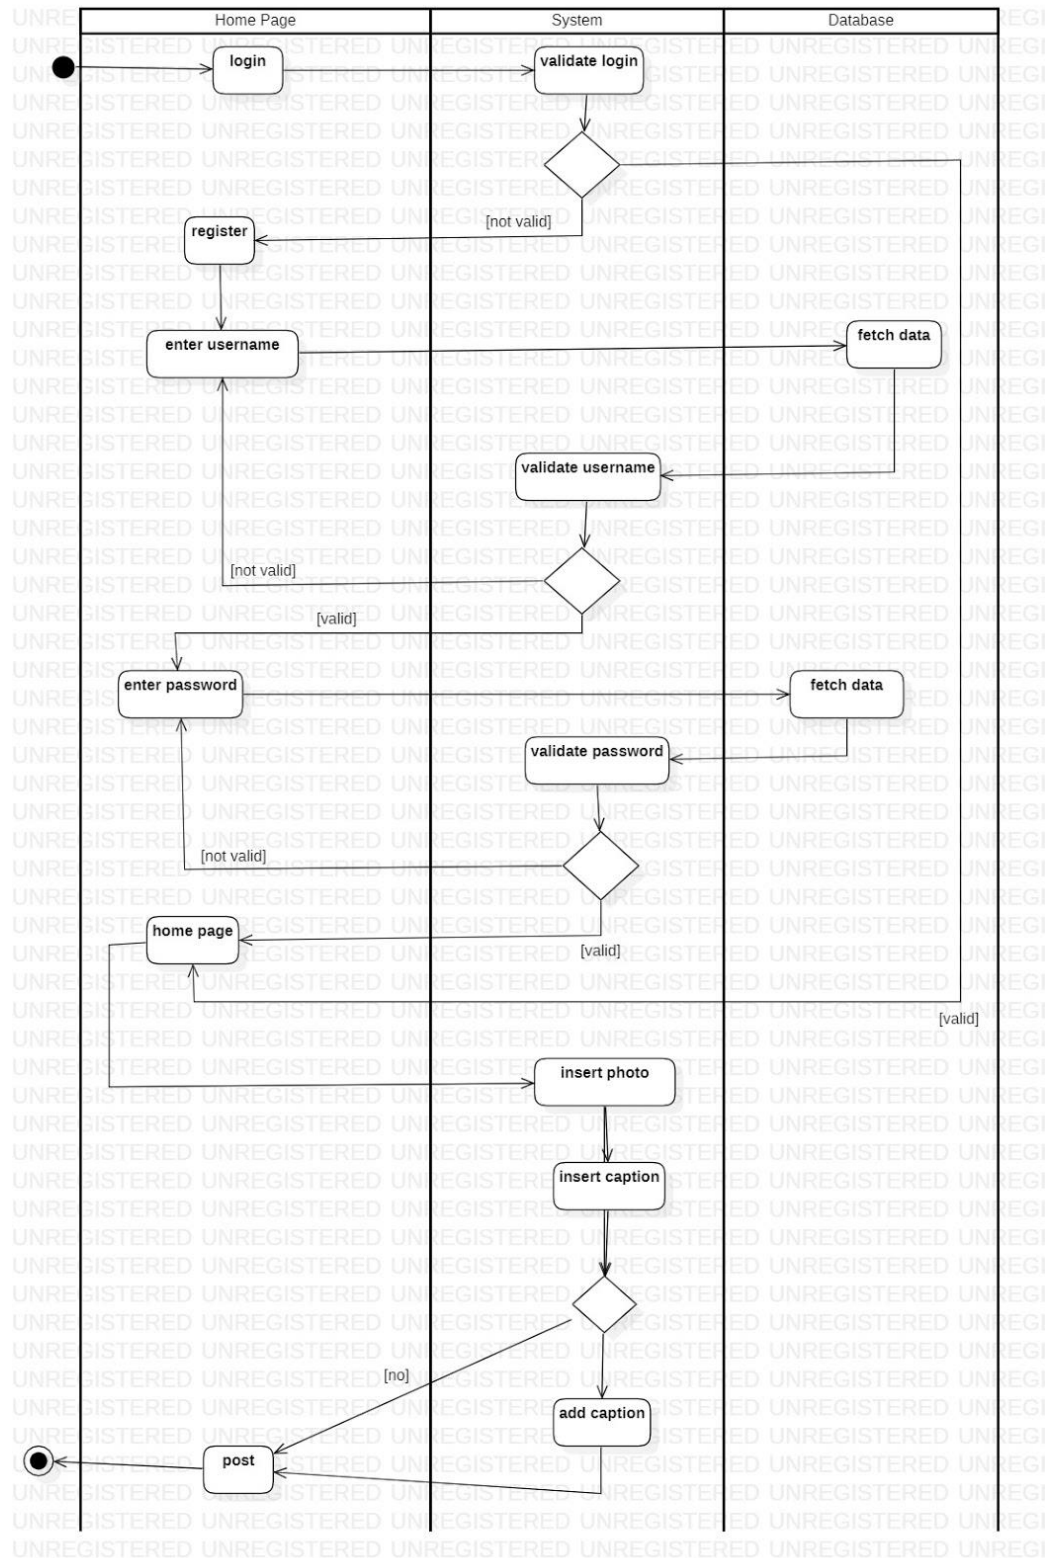 Home Page
System
Database
login
validate login
[not valid]
register
enter username
fetch data
validate username
[not valid]
[valid]
enter password
fetch data
validate password
[not valid]
home page
[valid]
[valid]
insert photo
insert caption
[no]
add caption
post
UNREGISTERED